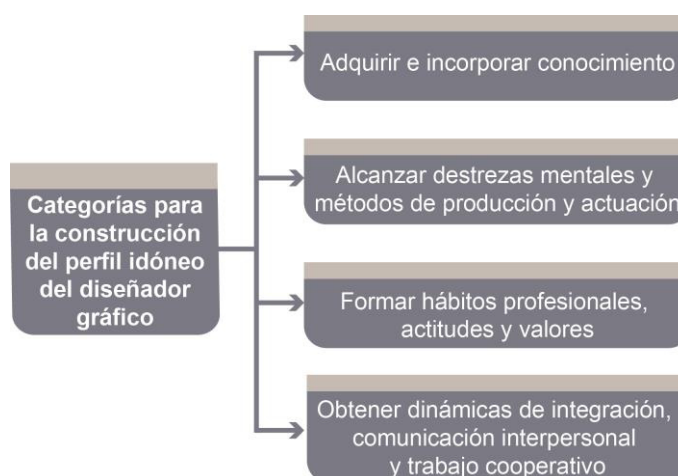 Categorías para
la construcción
del perfil idóneo
del diseñador
gráfico
Adquirir e incorporar conocimiento
Alcanzar destrezas mentales y
métodos de producción y actuación
Formar hábitos profesionales,
actitudes y valores
Obtener dinámicas de integración,
comunicación interpersonal
y trabajo cooperativo